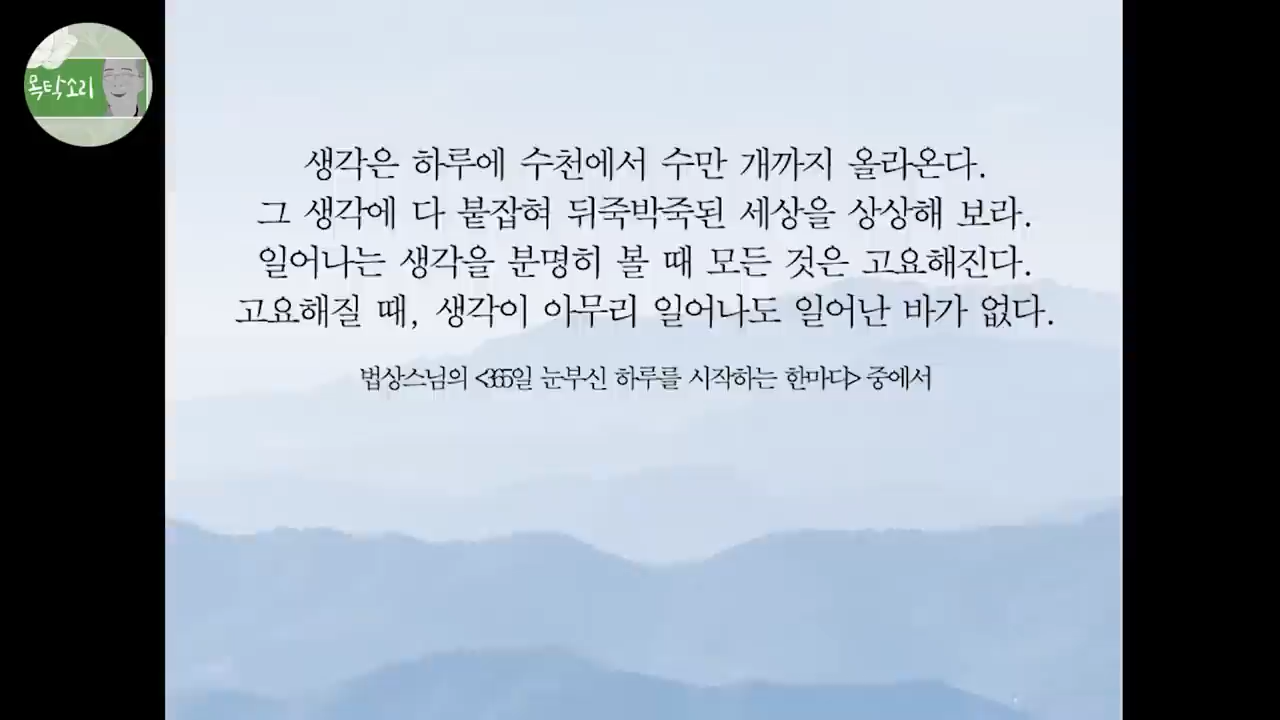 목탁소리
생각은 하루에 수천에서 수만 개까지 올라온다.
그 생각에 다 붙잡혀 뒤죽박죽된 세상을 상상해 보라.
일어나는 생각을 분명히 볼 때 모든 것은 고요해진다.
고요해질 때, 생각이 아무리 일어나도 일어난 바가 없다.
법상스님의 <365일 눈부신 하루를 시작하는 한마디> 중에서